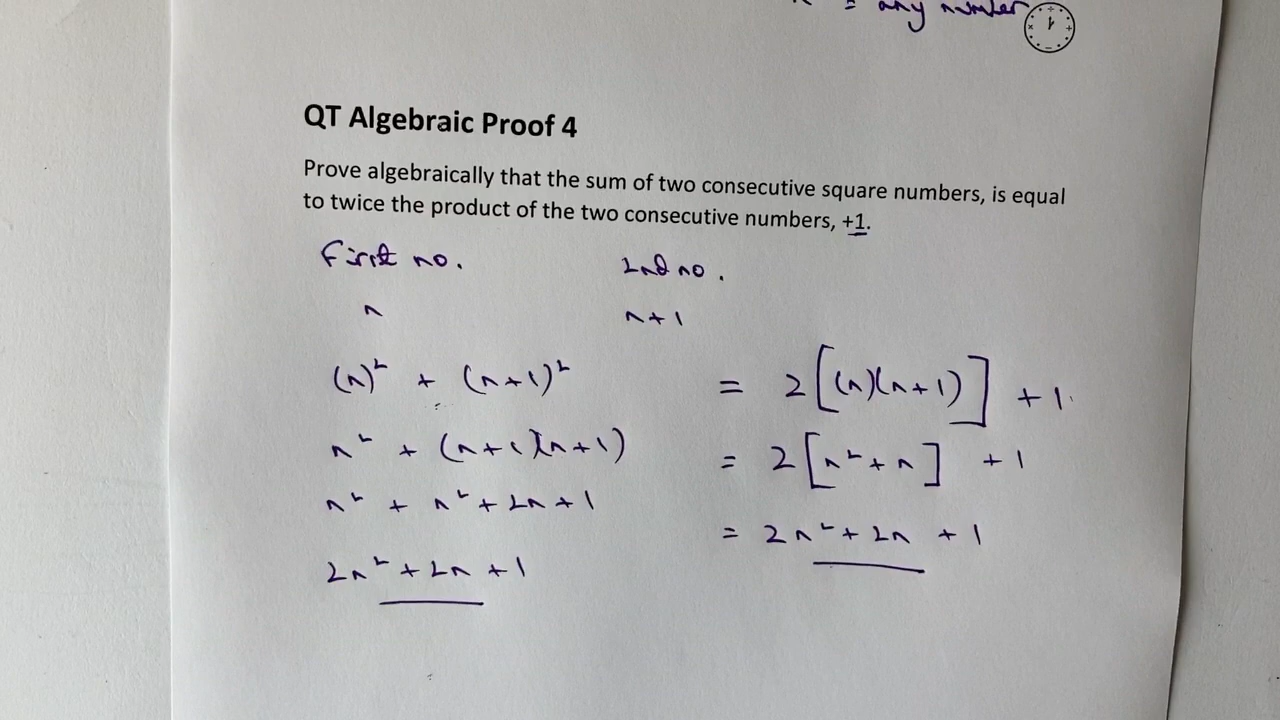 = any number
QT Algebraic Proof 4
Prove algebraically that the sum of two consecutive square numbers, is equal
to twice the product of the two consecutive numbers, +1.
First no. 2nd no.
n n+1
(n)² + (n+1)² = 2[(n)(n+1)] + 1
n² + (n+1)(n+1) = 2[n²+n] + 1
n² + n² + 2n + 1 = 2n² + 2n + 1
2n² + 2n + 1